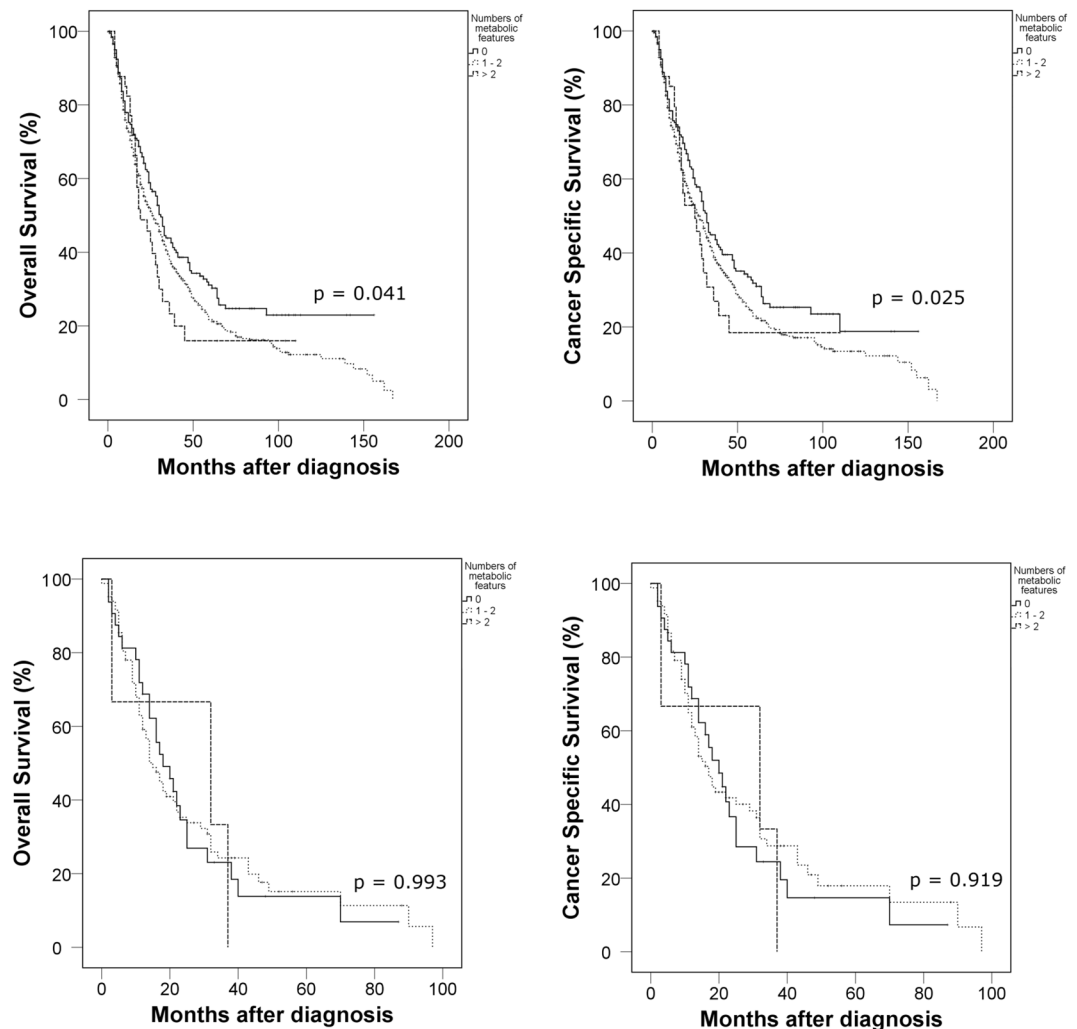 Numbers of
metabolic
features
0
1 - 2
> 2
100
80
60
40
20
0
Overall Survival (%)
p = 0.041
0 50 100 150 200
Months after diagnosis
Numbers of
metabolic
features
0
1 - 2
> 2
100
80
60
40
20
0
Cancer Specific Survival (%)
p = 0.025
0 50 100 150 200
Months after diagnosis
Numbers of
metabolic
featurs
0
1 - 2
> 2
100
80
60
40
20
0
Overall Survival (%)
p = 0.993
0 20 40 60 80 100
Months after diagnosis
Numbers of
metabolic
features
0
1 - 2
> 2
100
80
60
40
20
0
Cancer Specific Surivival (%)
p = 0.919
0 20 40 60 80 100
Months after diagnosis